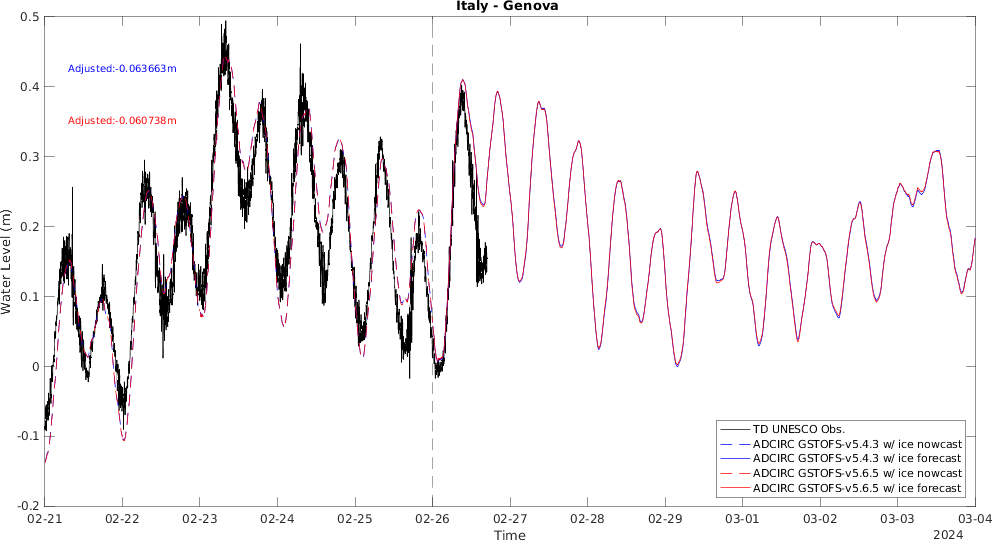 Italy - Genova
0.5
0.4
0.3
0.2
0.1
0
-0.1
-0.2
Water Level (m)
Adjusted:-0.063663m
Adjusted:-0.060738m
TD UNESCO Obs.
ADCIRC GSTOFS-v5.4.3 w/ ice nowcast
ADCIRC GSTOFS-v5.4.3 w/ ice forecast
ADCIRC GSTOFS-v5.6.5 w/ ice nowcast
ADCIRC GSTOFS-v5.6.5 w/ ice forecast
02-21 02-22 02-23 02-24 02-25 02-26 02-27 02-28 02-29 03-01 03-02 03-03 03-04
Time
2024